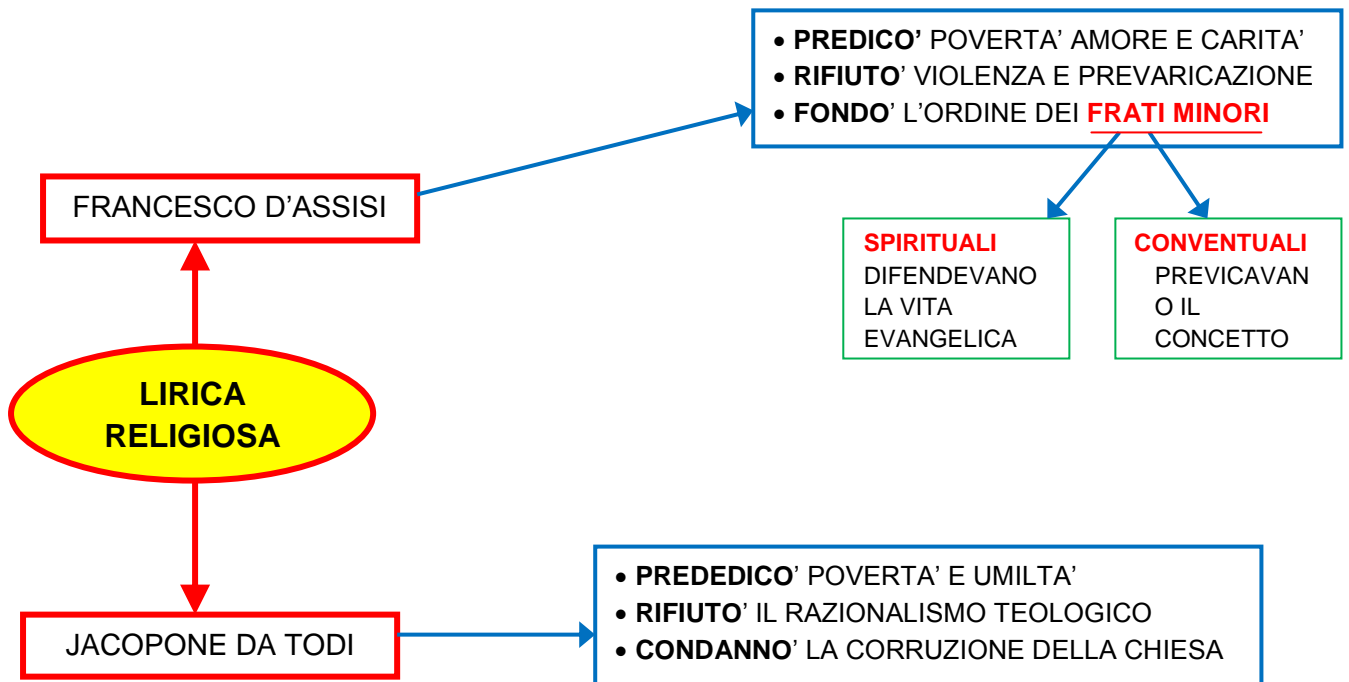 • PREDICO’ POVERTA’ AMORE E CARITA’
• RIFIUTO’ VIOLENZA E PREVARICAZIONE
• FONDO’ L’ORDINE DEI FRATI MINORI
FRANCESCO D’ASSISI
SPIRITUALI
DIFENDEVANO
LA VITA
EVANGELICA
CONVENTUALI
PREVICAVAN
O IL
CONCETTO
LIRICA
RELIGIOSA
• PREDEDICO’ POVERTA’ E UMILTA’
• RIFIUTO’ IL RAZIONALISMO TEOLOGICO
• CONDANNO’ LA CORRUZIONE DELLA CHIESA
JACOPONE DA TODI